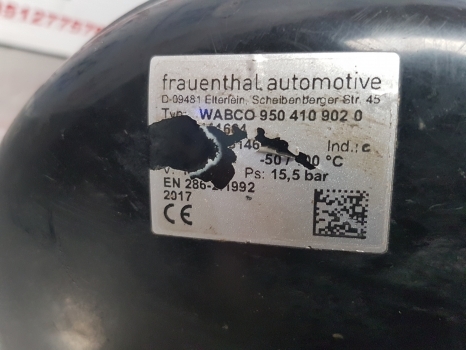 frauenthal automotive
D-09481 Elterlein, Scheibenberger Str. 45
WABCO 950 410 902 0
Ind.: c
-50 / °C
Ps: 15,5 bar
EN 286-2:1992
2017
CE